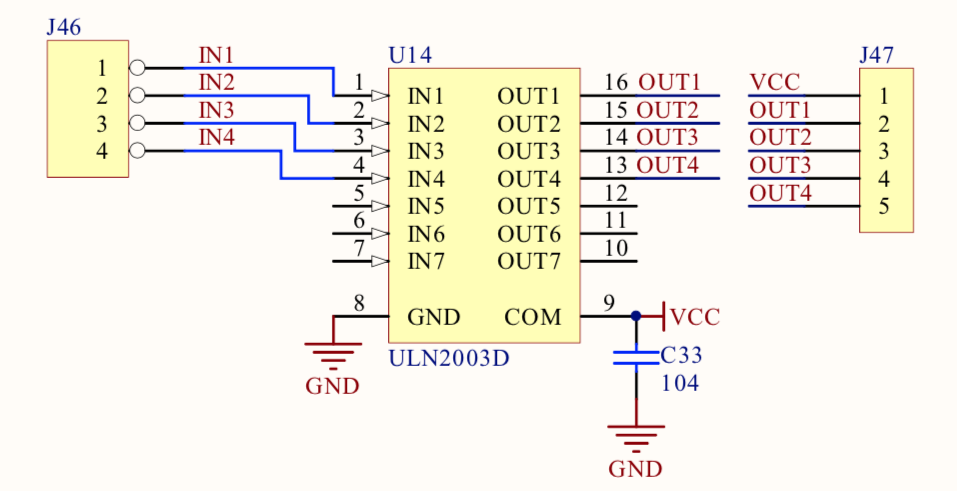 J46
1 IN1
2 IN2
3 IN3
4 IN4
U14
1 IN1 OUT1 16 OUT1
2 IN2 OUT2 15 OUT2
3 IN3 OUT3 14 OUT3
4 IN4 OUT4 13 OUT4
5 IN5 OUT5 12
6 IN6 OUT6 11
7 IN7 OUT7 10
8 GND COM 9 VCC
ULN2003D
GND
C33
104
GND
J47
VCC 1
OUT1 2
OUT2 3
OUT3 4
OUT4 5